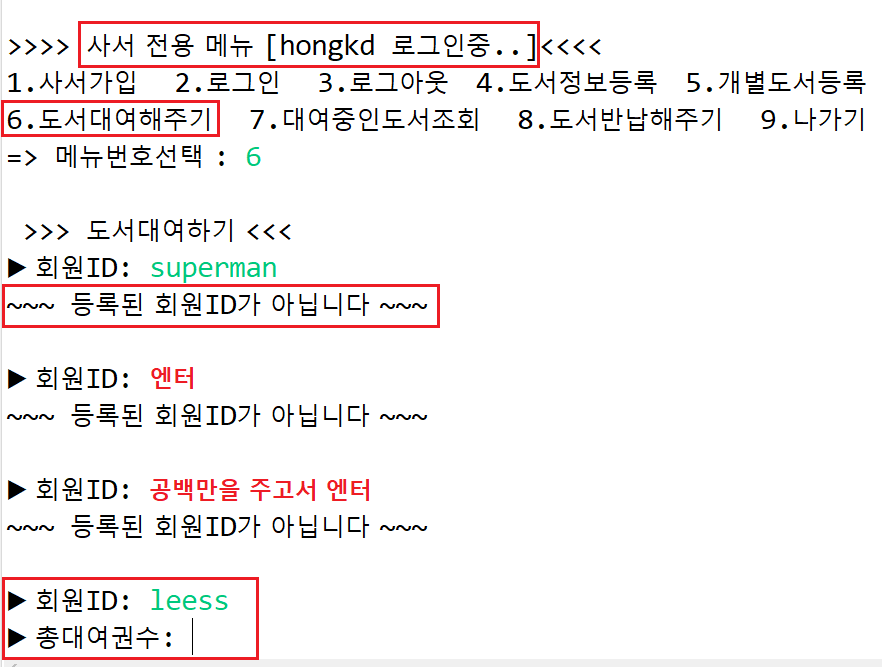 >>>> 사서 전용 메뉴 [hongkd 로그인중..]<<<<
1.사서가입  2.로그인  3.로그아웃  4.도서정보등록  5.개별도서등록
6.도서대여해주기  7.대여중인도서조회  8.도서반납해주기  9.나가기
=> 메뉴번호선택 : 6
>>> 도서대여하기 <<<
▶ 회원ID: superman
~~~ 등록된 회원ID가 아닙니다 ~~~
▶ 회원ID: 엔터
~~~ 등록된 회원ID가 아닙니다 ~~~
▶ 회원ID: 공백만을 주고서 엔터
~~~ 등록된 회원ID가 아닙니다 ~~~
▶ 회원ID: leess
▶ 총대여권수: